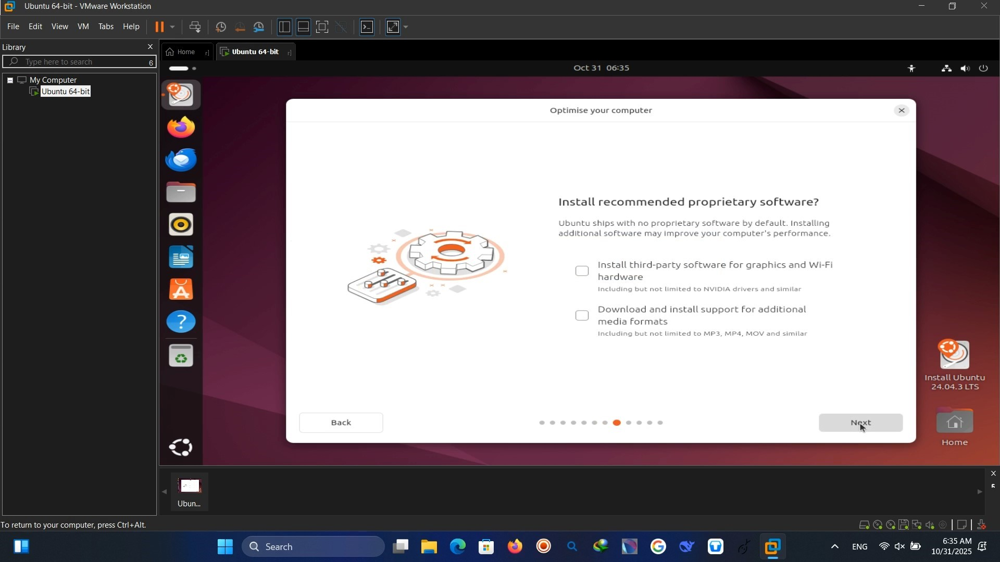 Ubuntu 64-bit - VMware Workstation
File Edit View VM Tabs Help
Library
Type here to search
My Computer
Ubuntu 64-bit
Home
Ubuntu 64-bit
Oct 31 06:35
Optimise your computer
Install recommended proprietary software?
Ubuntu ships with no proprietary software by default. Installing
additional software may improve your computer's performance.
Install third-party software for graphics and Wi-Fi
hardware
Including but not limited to NVIDIA drivers and similar
Download and install support for additional
media formats
Including but not limited to MP3, MP4, MOV and similar
Back
Next
Install Ubuntu
24.04.3 LTS
Home
Ubun...
To return to your computer, press Ctrl+Alt.
Search
ENG
6:35 AM
10/31/2025